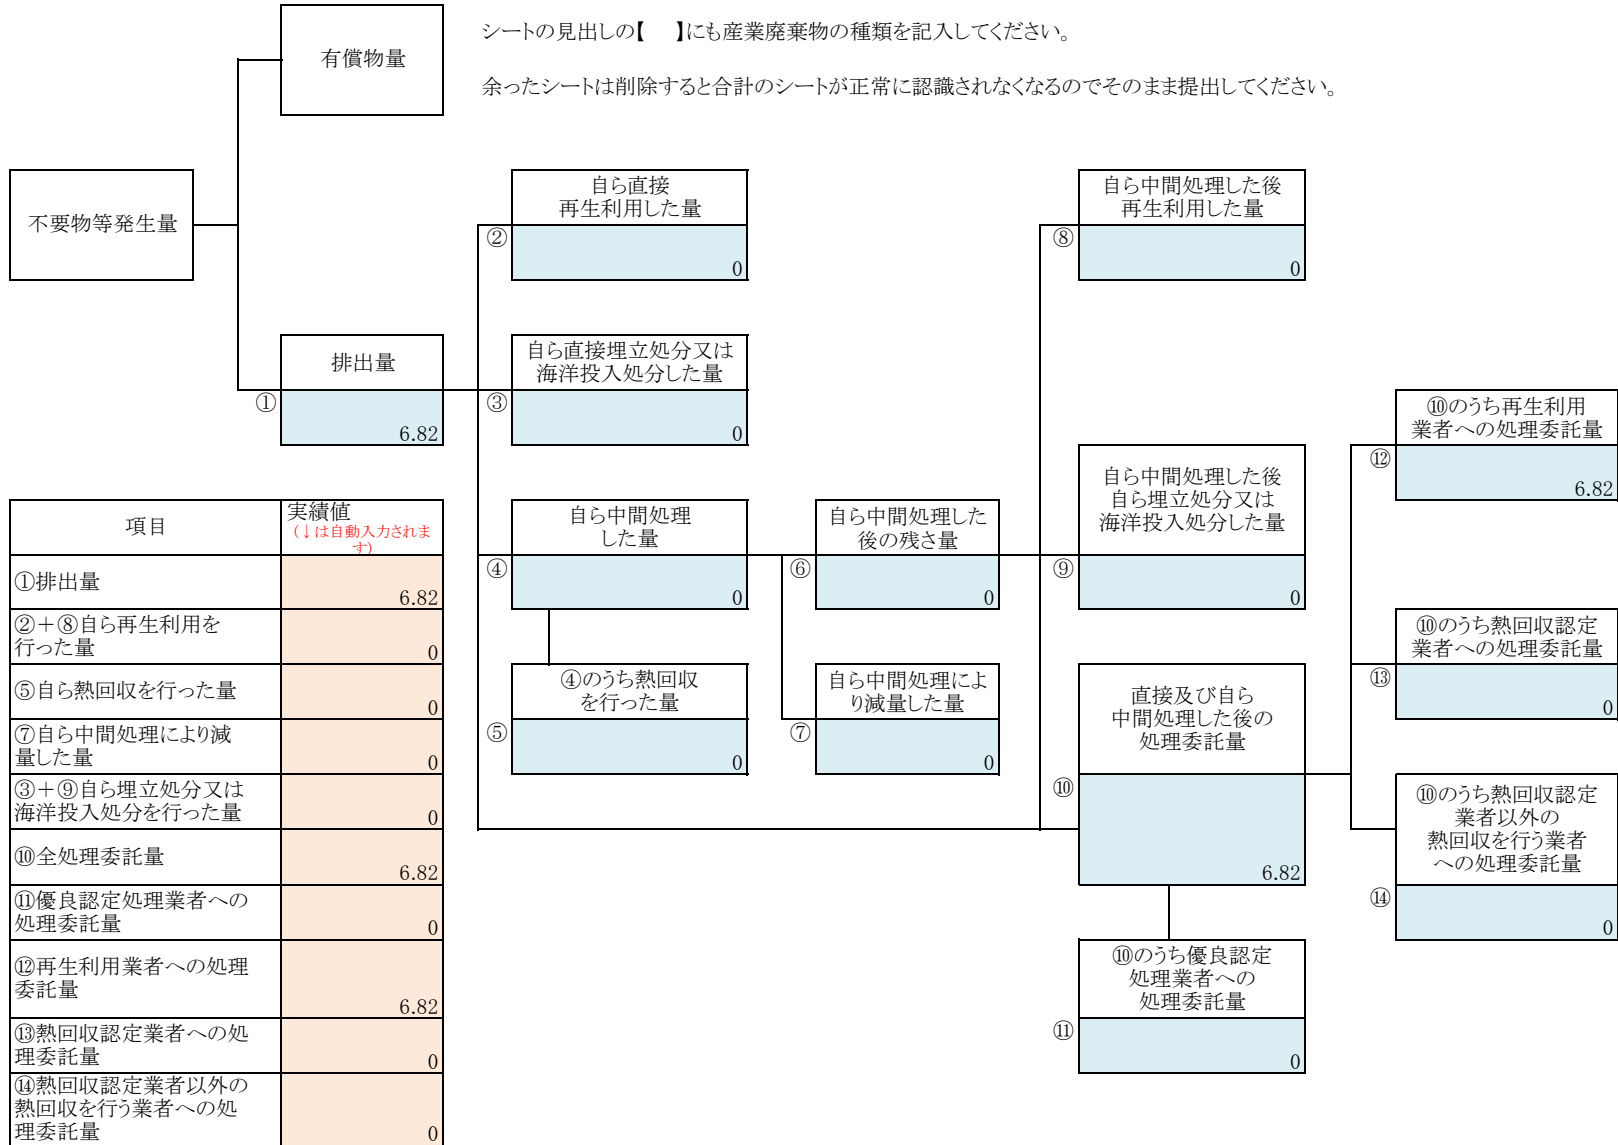 シートの見出しの【　】にも産業廃棄物の種類を記入してください。
有償物量
余ったシートは削除すると合計のシートが正常に認識されなくなるのでそのまま提出してください。
不要物等発生量
自ら直接
再生利用した量
②
0
自ら中間処理した後
再生利用した量
⑧
0
排出量
①
6.82
自ら直接埋立処分又は
海洋投入処分した量
③
0
⑩のうち再生利用
業者への処理委託量
⑫
6.82
自ら中間処理
した量
④
0
自ら中間処理した
後の残さ量
⑥
0
自ら中間処理した後
自ら埋立処分又は
海洋投入処分した量
⑨
0
⑩のうち熱回収認定
業者への処理委託量
⑬
0
④のうち熱回収
を行った量
⑤
0
自ら中間処理によ
り減量した量
⑦
0
直接及び自ら
中間処理した後の
処理委託量
⑩
6.82
⑩のうち熱回収認定
業者以外の
熱回収を行う業者
への処理委託量
⑭
0
⑩のうち優良認定
処理業者への
処理委託量
⑪
0
項目
実績値
（↓は自動入力されま
す）
①排出量
6.82
②＋⑧自ら再生利用を
行った量
0
⑤自ら熱回収を行った量
0
⑦自ら中間処理により減
量した量
0
③＋⑨自ら埋立処分又は
海洋投入処分を行った量
0
⑩全処理委託量
6.82
⑪優良認定処理業者への
処理委託量
0
⑫再生利用業者への処理
委託量
6.82
⑬熱回収認定業者への処
理委託量
0
⑭熱回収認定業者以外の
熱回収を行う業者への処
理委託量
0